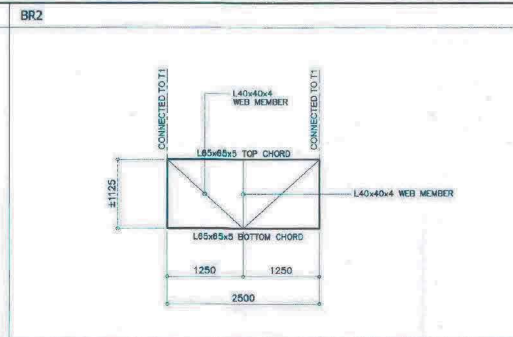 BR2
CONNECTED TO T1
CONNECTED TO T1
L40x40x4
WEB MEMBER
L65x65x5 TOP CHORD
±1125
L40x40x4 WEB MEMBER
L65x65x5 BOTTOM CHORD
1250
1250
2500